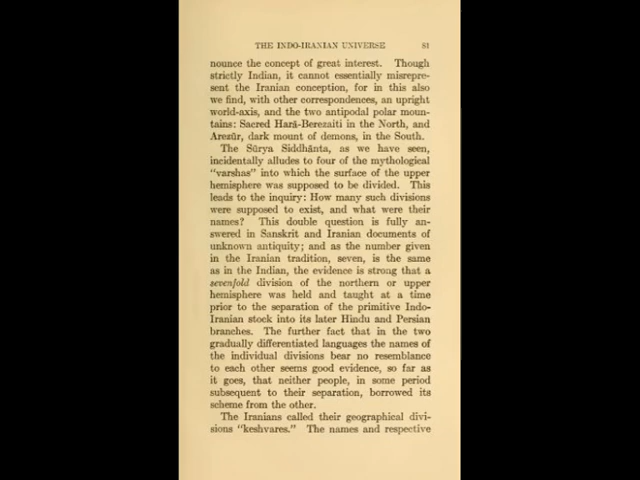 THE INDO-IRANIAN UNIVERSE 81
nounce the concept of great interest. Though
strictly Indian, it cannot essentially misrepre-
sent the Iranian conception, for in this also
we find, with other correspondences, an upright
world-axis, and the two antipodal polar moun-
tains: Sacred Harā-Berezaiti in the North, and
Arezūr, dark mount of demons, in the South.
The Sūrya Siddhānta, as we have seen,
incidentally alludes to four of the mythological
"varshas" into which the surface of the upper
hemisphere was supposed to be divided. This
leads to the inquiry: How many such divisions
were supposed to exist, and what were their
names? This double question is fully an-
swered in Sanskrit and Iranian documents of
unknown antiquity; and as the number given
in the Iranian tradition, seven, is the same
as in the Indian, the evidence is strong that a
sevenfold division of the northern or upper
hemisphere was held and taught at a time
prior to the separation of the primitive Indo-
Iranian stock into its later Hindu and Persian
branches. The further fact that in the two
gradually differentiated languages the names of
the individual divisions bear no resemblance
to each other seems good evidence, so far as
it goes, that neither people, in some period
subsequent to their separation, borrowed its
scheme from the other.
The Iranians called their geographical divi-
sions "keshvares." The names and respective